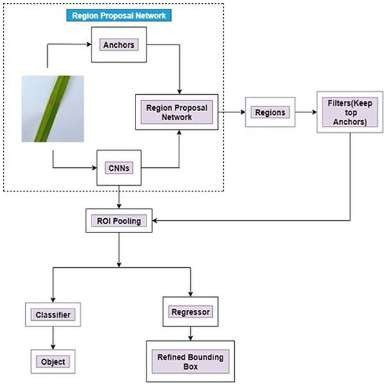 Region Proposal Network
Anchors
Region Proposal
Network
Regions
Filters(Keep
top
Anchors)
CNNs
ROI Pooling
Classifier
Regressor
Object
Refined Bounding
Box